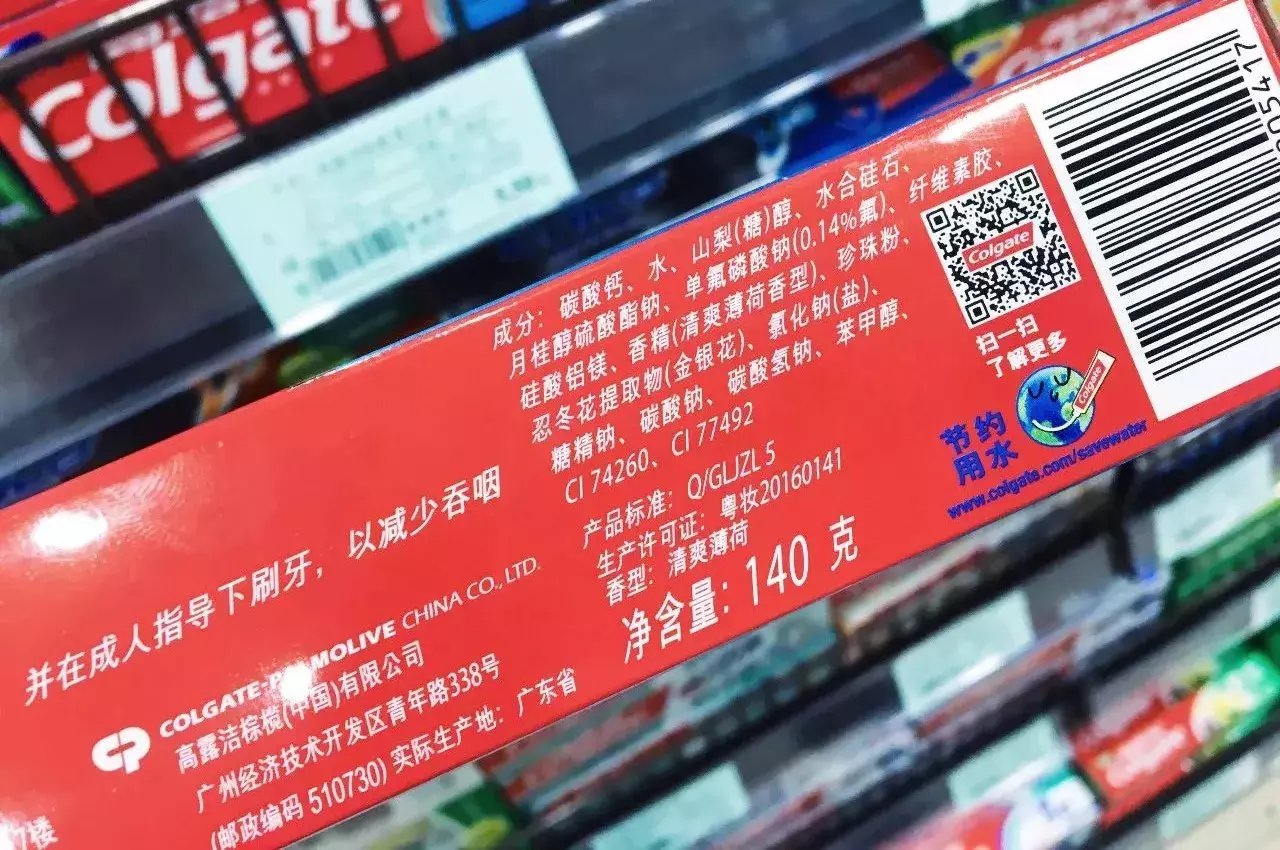 Colgate
成分：碳酸钙、水、山梨(糖)醇、水合硅石、
月桂醇硫酸酯钠、单氟磷酸钠(0.14%氟)、纤维素胶、
硅酸铝镁、香精(清爽薄荷香型)、珍珠粉、
忍冬花提取物(金银花)、氯化钠(盐)、
糖精钠、碳酸钠、碳酸氢钠、苯甲醇、
CI 74260、CI 77492
产品标准：Q/GLJZL 5
生产许可证：粤妆20160141
香型：清爽薄荷
净含量：140 克
Colgate
扫一扫
了解更多
Colgate
节约
用水
www.colgate.com/savewater
并在成人指导下刷牙，以减少吞咽
COLGATE-P MOLIVE CHINA CO., LTD.
高露洁棕榄(中国)有限公司
广州经济技术开发区青年路338号
(邮政编码 510730) 实际生产地：广东省
楼